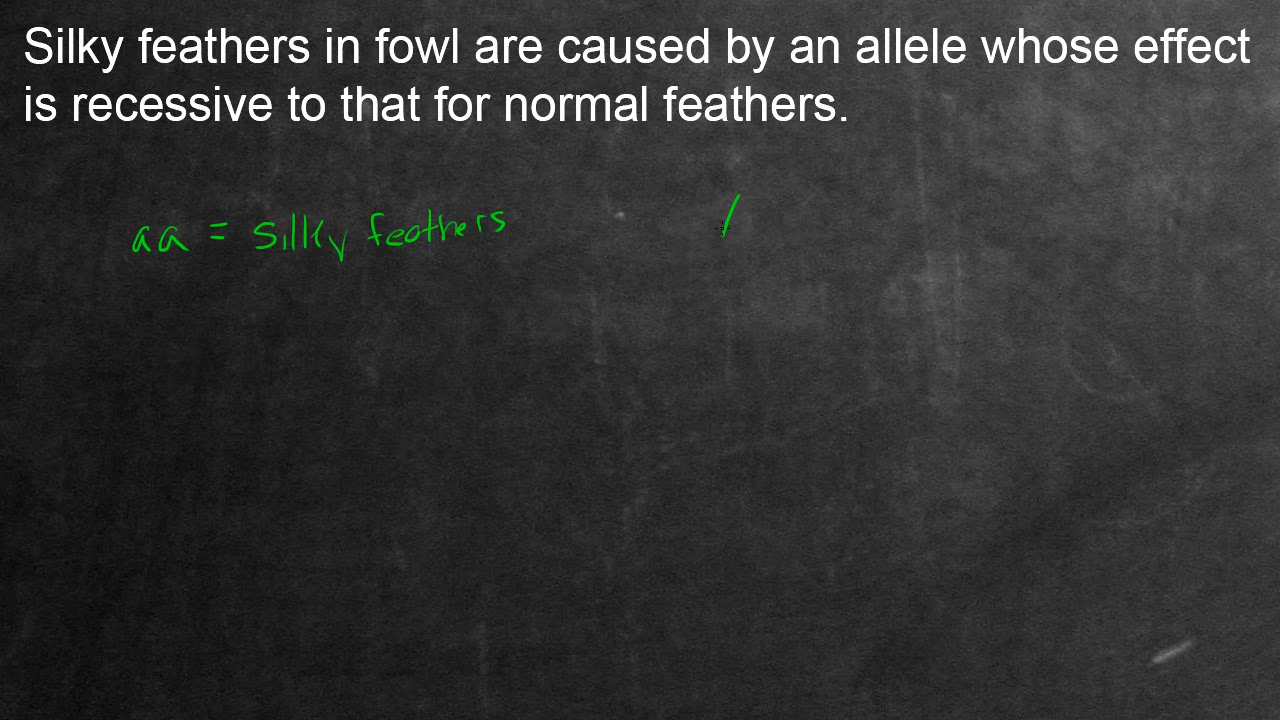 Silky feathers in fowl are caused by an allele whose effect
is recessive to that for normal feathers.
aa = silky feathers